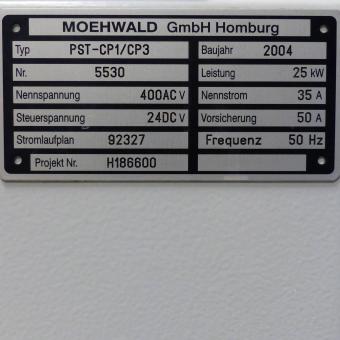 MOEHWALD GmbH Homburg
Typ PST-CP1/CP3 Baujahr 2004
Nr. 5530 Leistung 25 kW
Nennspannung 400AC V Nennstrom 35 A
Steuerspannung 24DC V Vorsicherung 50 A
Stromlaufplan 92327 Frequenz 50 Hz
Projekt Nr. H186600